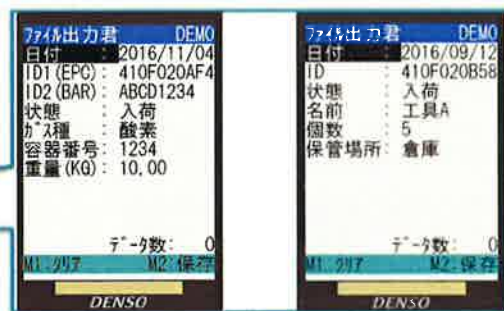 ファイル出力君 DEMO
日付 : 2016/11/04
ID1(EPC): 410F020AF4
ID2(BAR): ABCD1234
状態 : 入荷
ガス種 : 酸素
容器番号: 1234
重量(KG): 10,00
データ数: 0
M1:クリア M2:保存
DENSO
ファイル出力君 DEMO
日付 : 2016/09/12
ID : 410F020B58
状態 : 入荷
名前 : 工具A
個数 : 5
保管場所: 倉庫
データ数: 0
M1:クリア M2:保存
DENSO